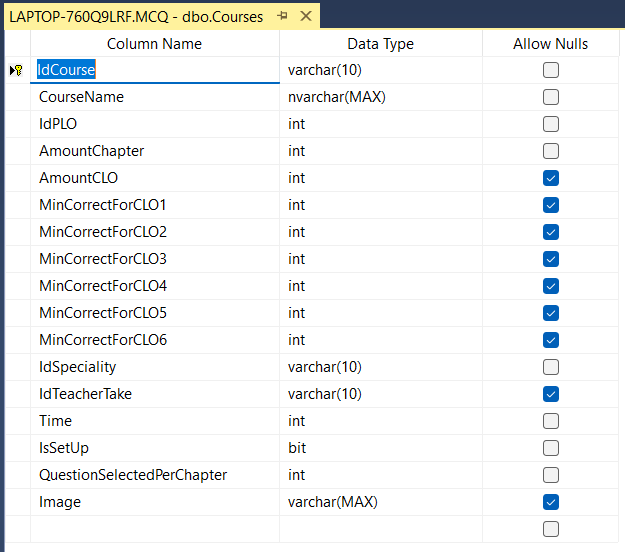 LAPTOP-760Q9LRF.MCQ - dbo.Courses
Column Name Data Type Allow Nulls
IdCourse varchar(10)
CourseName nvarchar(MAX)
IdPLO int
AmountChapter int
AmountCLO int
MinCorrectForCLO1 int
MinCorrectForCLO2 int
MinCorrectForCLO3 int
MinCorrectForCLO4 int
MinCorrectForCLO5 int
MinCorrectForCLO6 int
IdSpeciality varchar(10)
IdTeacherTake varchar(10)
Time int
IsSetUp bit
QuestionSelectedPerChapter int
Image varchar(MAX)